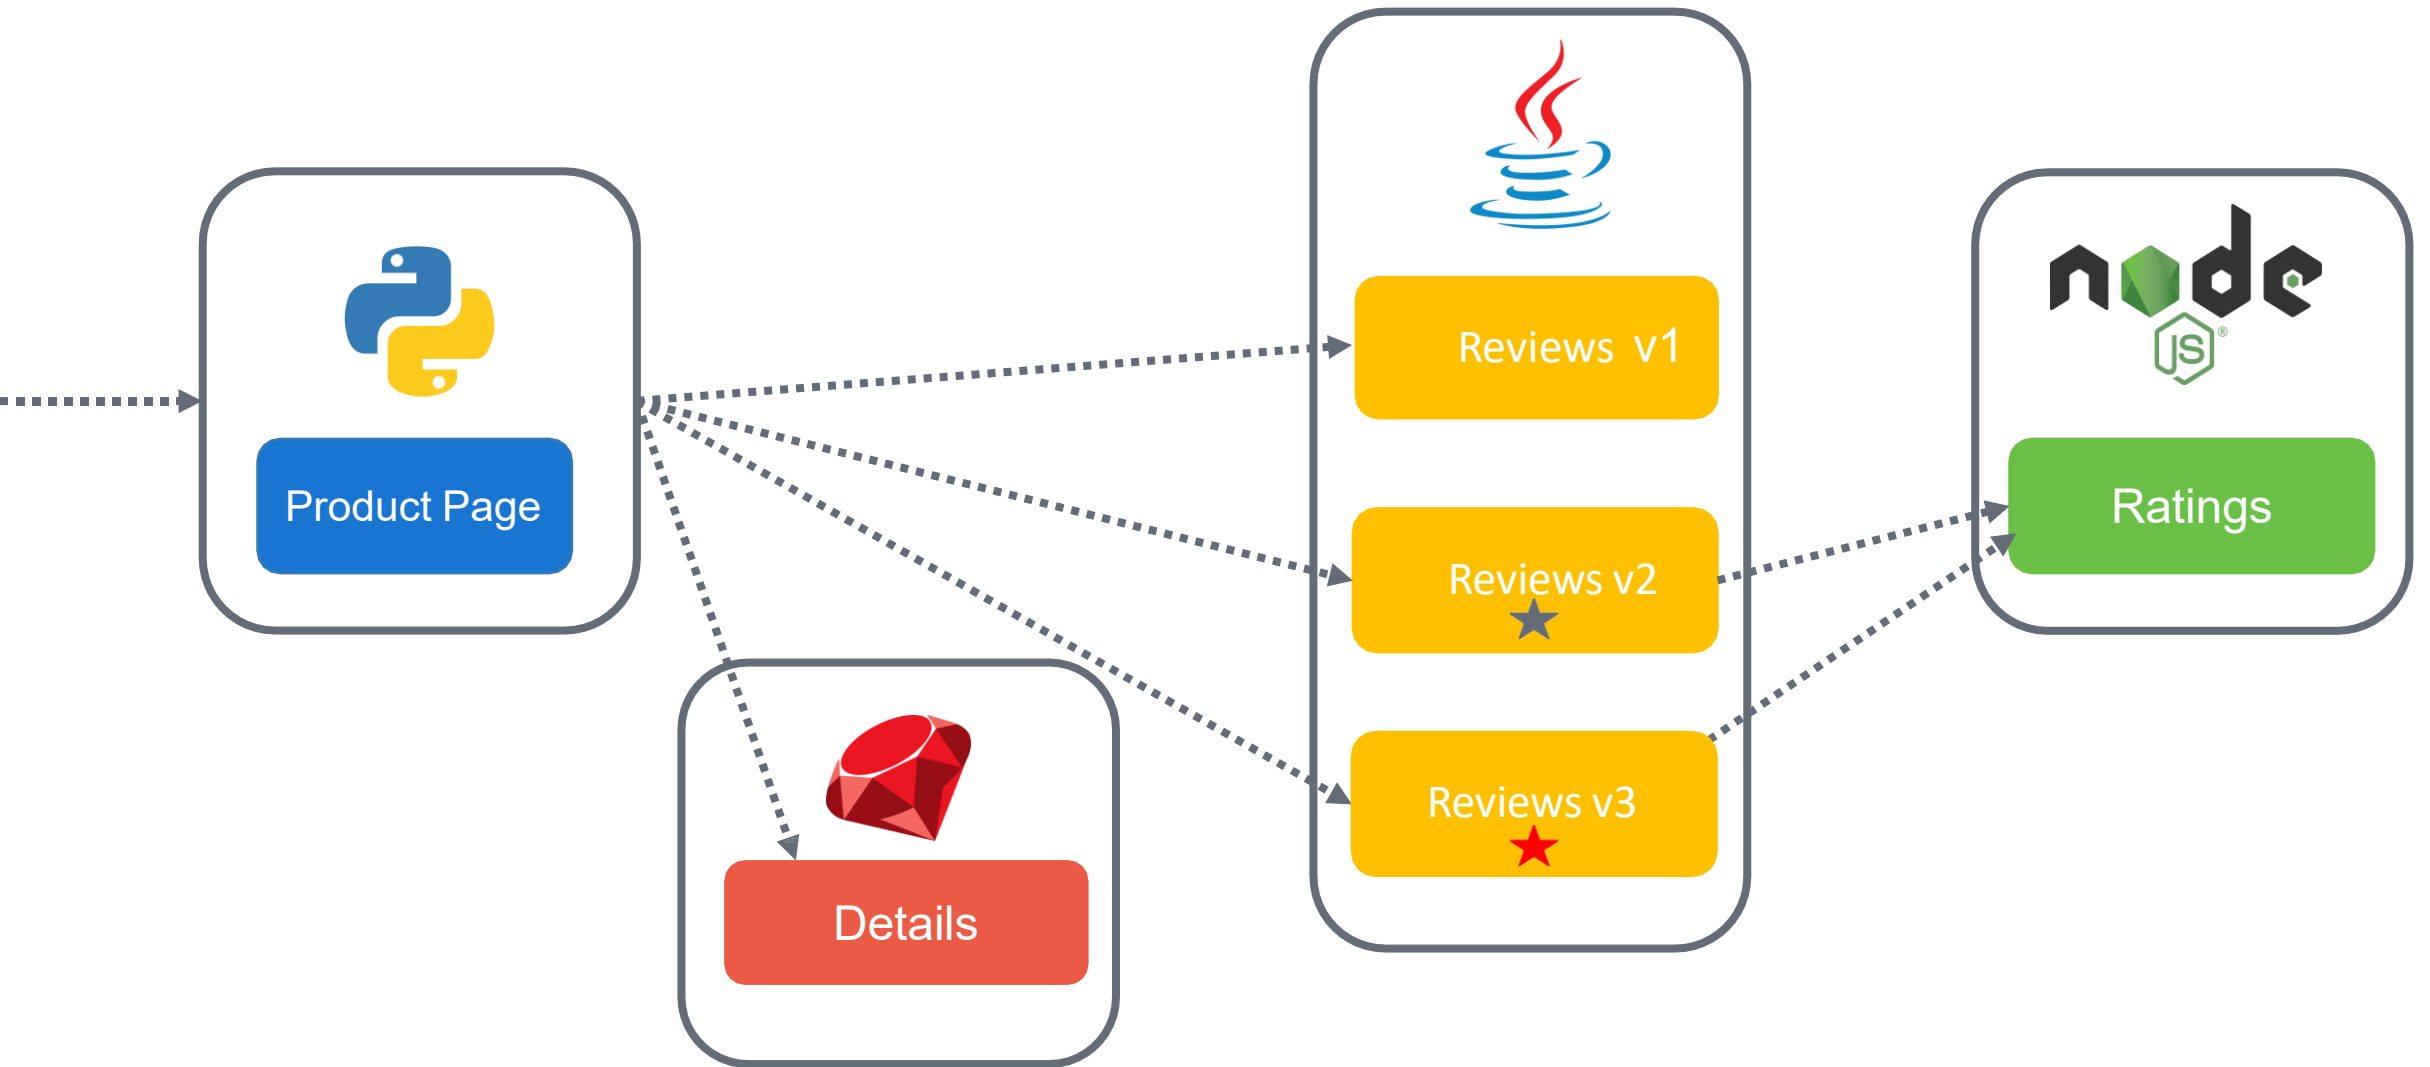 Product Page
Details
Reviews v1
Reviews v2
Reviews v3
node
JS®
Ratings